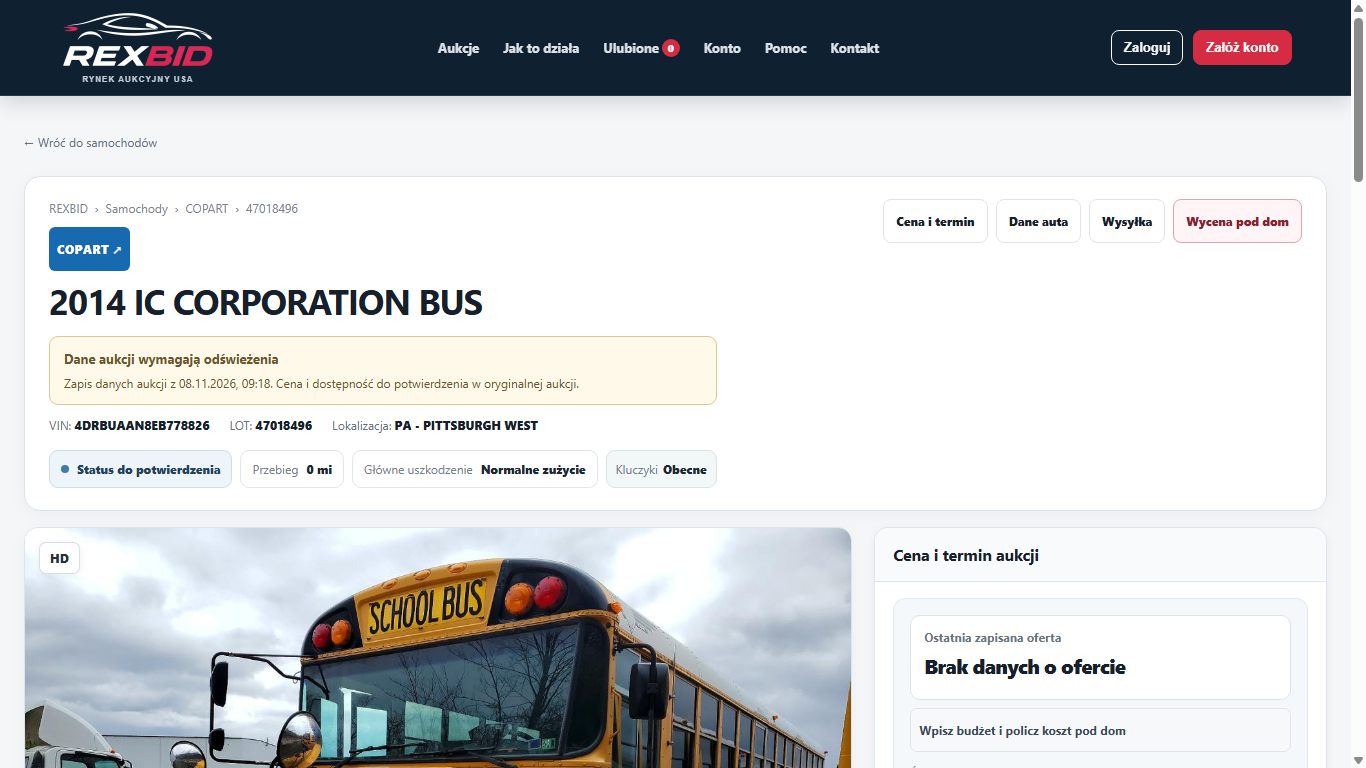 REXBID
RYNEK AUKCYJNY USA
Aukcje Jak to działa Ulubione 0 Konto Pomoc Kontakt
Zaloguj Załóż konto
← Wróć do samochodów
REXBID › Samochody › COPART › 47018496
Cena i termin Dane auta Wysyłka Wycena pod dom
COPART ↗
2014 IC CORPORATION BUS
Dane aukcji wymagają odświeżenia
Zapis danych aukcji z 08.11.2026, 09:18. Cena i dostępność do potwierdzenia w oryginalnej aukcji.
VIN: 4DRBUAAN8EB778826 LOT: 47018496 Lokalizacja: PA - PITTSBURGH WEST
Status do potwierdzenia Przebieg 0 mi Główne uszkodzenie Normalne zużycie Kluczyki Obecne
HD
SCHOOL BUS
Cena i termin aukcji
Ostatnia zapisana oferta
Brak danych o ofercie
Wpisz budżet i policz koszt pod dom